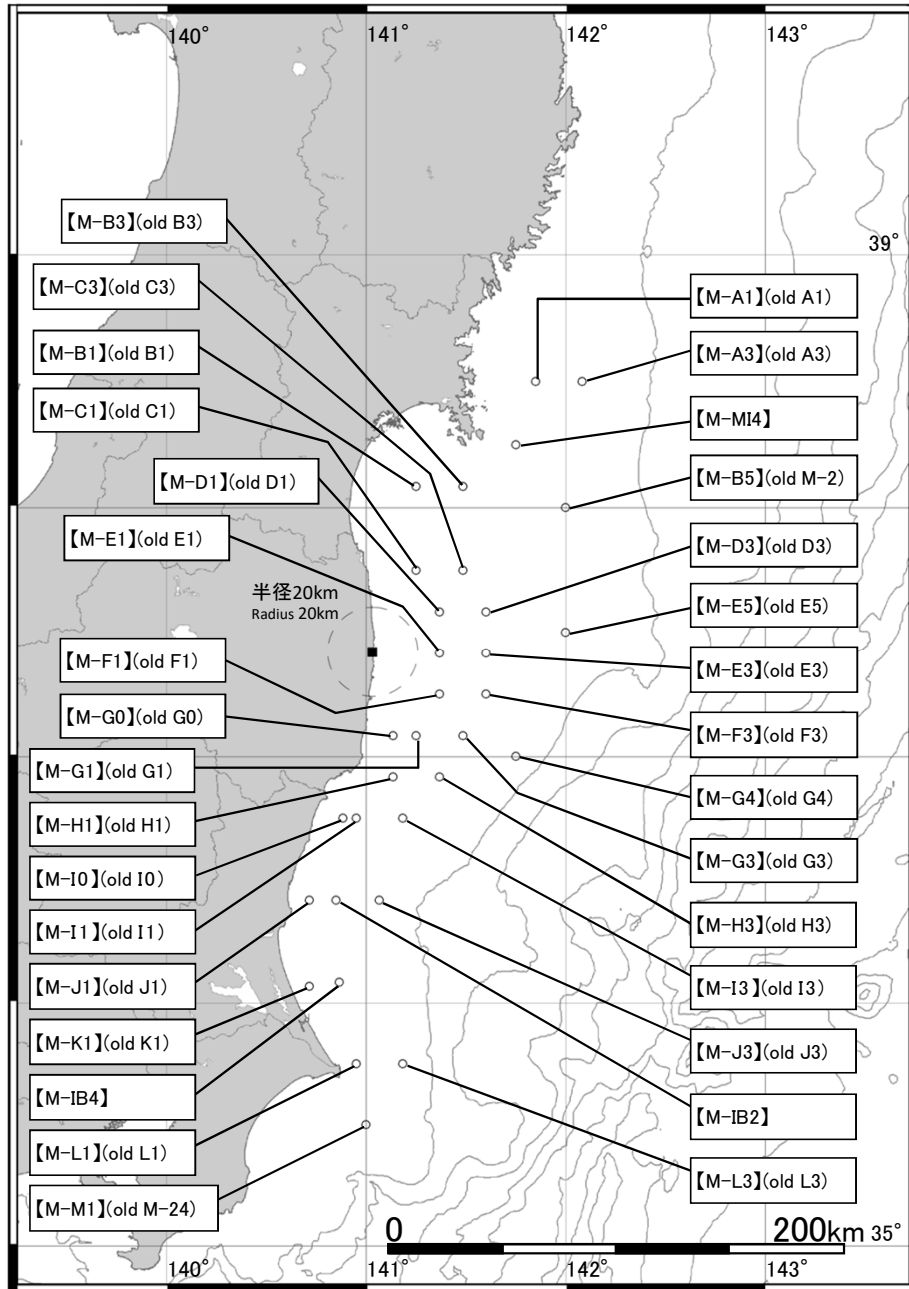 140°
141°
142°
143°
【M-B3】(old B3)
39°
【M-C3】(old C3)
【M-A1】(old A1)
【M-B1】(old B1)
【M-A3】(old A3)
【M-C1】(old C1)
【M-MI4】
【M-D1】(old D1)
【M-B5】(old M-2)
【M-E1】(old E1)
【M-D3】(old D3)
半径20km
Radius 20km
【M-E5】(old E5)
【M-F1】(old F1)
【M-E3】(old E3)
【M-G0】(old G0)
【M-F3】(old F3)
【M-G1】(old G1)
【M-G4】(old G4)
【M-H1】(old H1)
【M-G3】(old G3)
【M-I0】(old I0)
【M-H3】(old H3)
【M-I1】(old I1)
【M-J1】(old J1)
【M-I3】(old I3)
【M-K1】(old K1)
【M-J3】(old J3)
【M-IB4】
【M-IB2】
【M-L1】(old L1)
【M-L3】(old L3)
【M-M1】(old M-24)
0
200km
35°
140°
141°
142°
143°